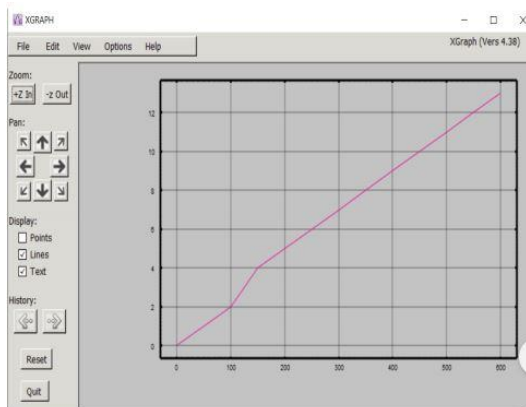 XGRAPH
File Edit View Options Help
XGraph (Vers 4.38)
Zoom:
+Z In -z Out
Pan:
Display:
Points
Lines
Text
History:
Reset
Quit
12
10
8
6
4
2
0
0 100 200 300 400 500 600